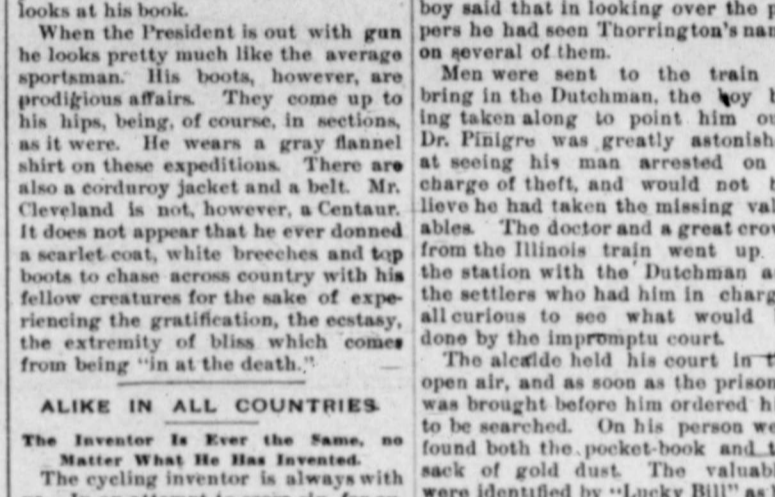 looks at his book.
When the President is out with gun
he looks pretty much like the average
sportsman. His boots, however, are
prodigious affairs. They come up to
his hips, being, of course, in sections,
as it were. He wears a gray flannel
shirt on these expeditions. There are
also a corduroy jacket and a belt. Mr.
Cleveland is not, however, a Centaur.
It does not appear that he ever donned
a scarlet coat, white breeches and top
boots to chase across country with his
fellow creatures for the sake of expe-
riencing the gratification, the ecstasy,
the extremity of bliss which comes
from being "in at the death."
ALIKE IN ALL COUNTRIES.
The Inventor Is Ever the Same, no
Matter What He Has Invented.
The cycling inventor is always with
boy said that in looking over the
pers he had seen Thorrington's
on several of them.
Men were sent to the train
bring in the Dutchman, the boy
ing taken along to point him
Dr. Pinigre was greatly astonish
at seeing his man arrested on
charge of theft, and would not
lieve he had taken the missing val
ables. The doctor and a great
from the Illinois train went up
the station with the Dutchman
the settlers who had him in
all curious to see what would
done by the impromptu court.
The alcalde held his court in
open air, and as soon as the prison
was brought before him ordered
to be searched. On his person
found both the pocket-book and
sack of gold dust. The
were identified by "Lucky Bill" as